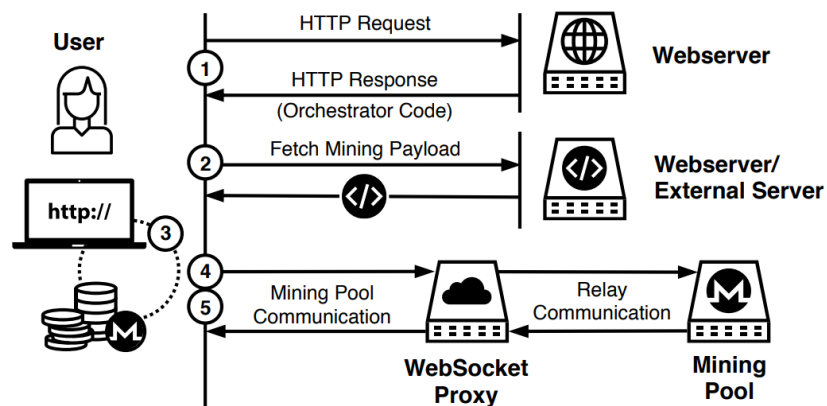 User
HTTP Request
Webserver
1
HTTP Response
(Orchestrator Code)
2
Fetch Mining Payload
</>
</>
Webserver/
External Server
http://
3
4
5
Mining Pool
Communication
Relay
Communication
WebSocket
Proxy
Mining
Pool